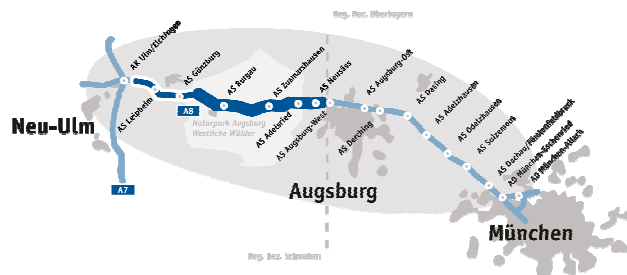 Reg. Bez. Oberbayern
AK Ulm/Elchingen
AS Günzburg
AS Burgau
AS Zusmarshausen
AS Neusäss
AS Augsburg-Ost
AS Dasing
AS Adelzhausen
AS Odelzhausen
AS Sulzemoos
AS Leipheim
A8
Naturpark Augsburg
Westliche Wälder
AS Adelsried
AS Augsburg-West
AS Derching
Neu-Ulm
A7
Augsburg
München
Reg. Bez. Schwaben